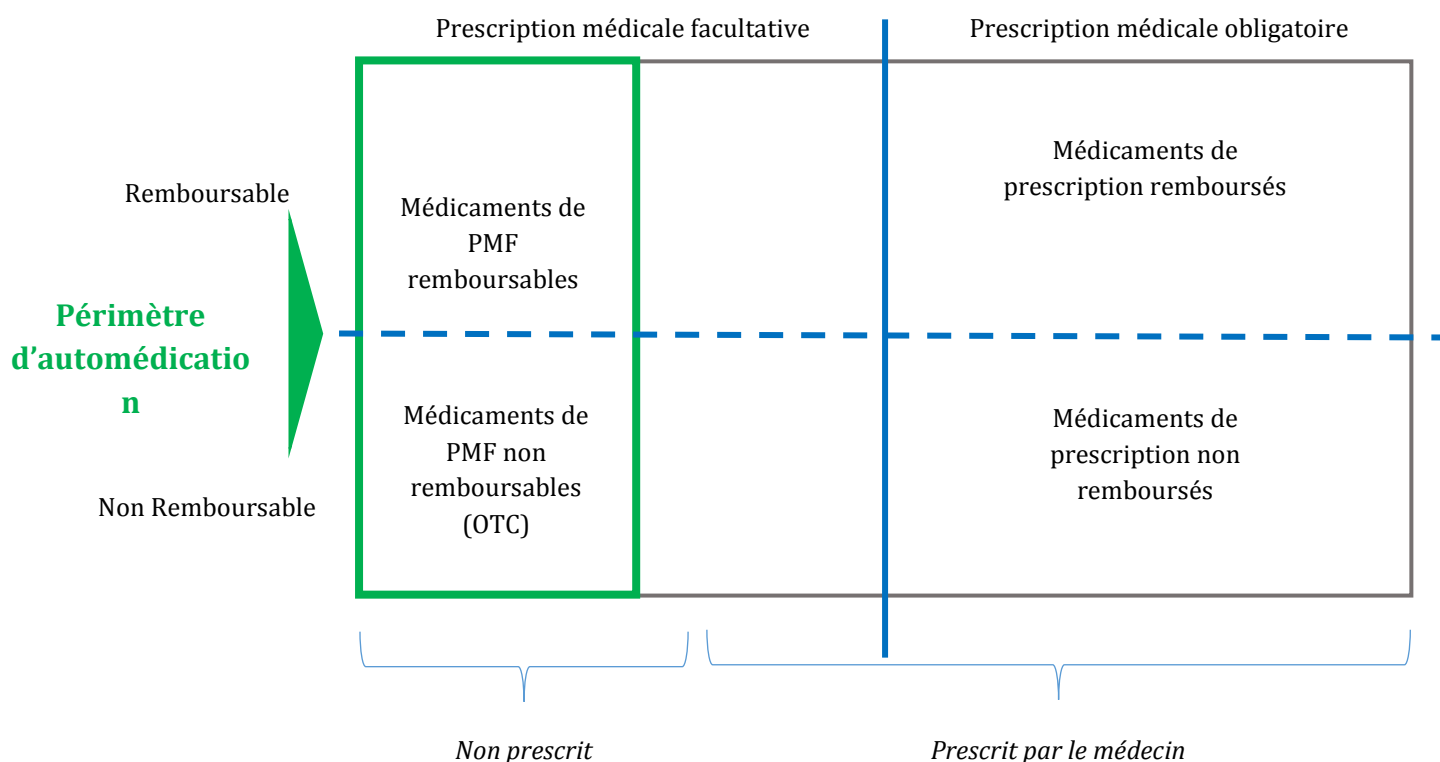 Prescription médicale facultative
Prescription médicale obligatoire
Remboursable
Médicaments de
PMF
remboursables
Médicaments de
prescription remboursés
Périmètre
d’automédicatio
n
Médicaments de
PMF non
remboursables
(OTC)
Médicaments de
prescription non
remboursés
Non Remboursable
Non prescrit
Prescrit par le médecin